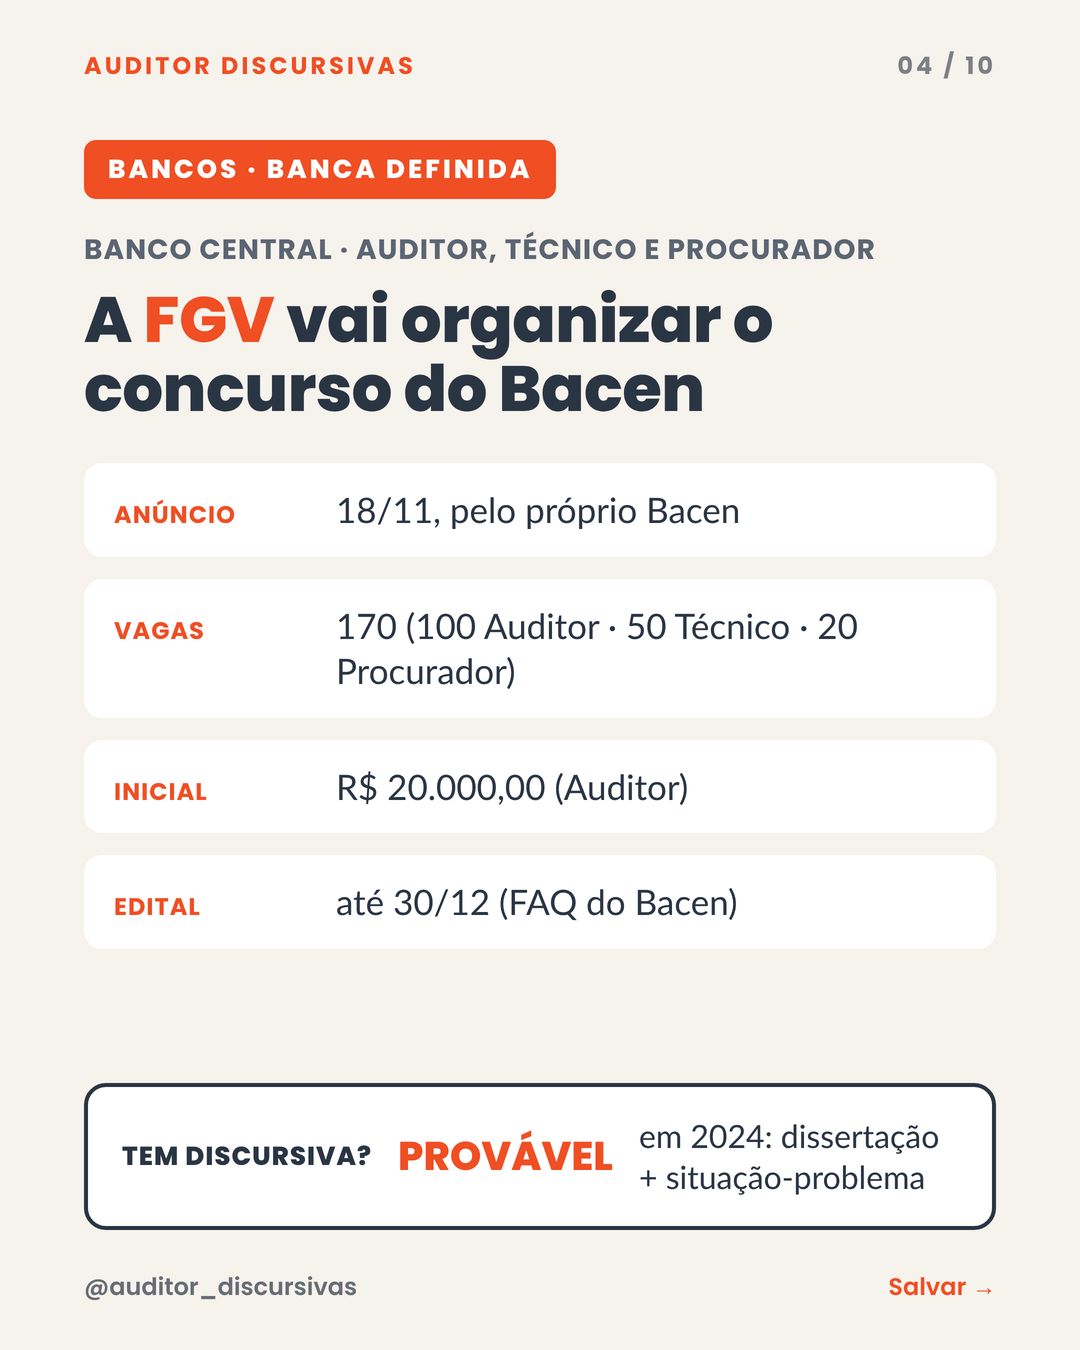 AUDITOR DISCURSIVAS
04 / 10
BANCOS · BANCA DEFINIDA
BANCO CENTRAL · AUDITOR, TÉCNICO E PROCURADOR
A FGV vai organizar o
concurso do Bacen
ANÚNCIO
18/11, pelo próprio Bacen
VAGAS
170 (100 Auditor · 50 Técnico · 20
Procurador)
INICIAL
R$ 20.000,00 (Auditor)
EDITAL
até 30/12 (FAQ do Bacen)
TEM DISCURSIVA?
PROVÁVEL
em 2024: dissertação
+ situação-problema
@auditor_discursivas
Salvar →